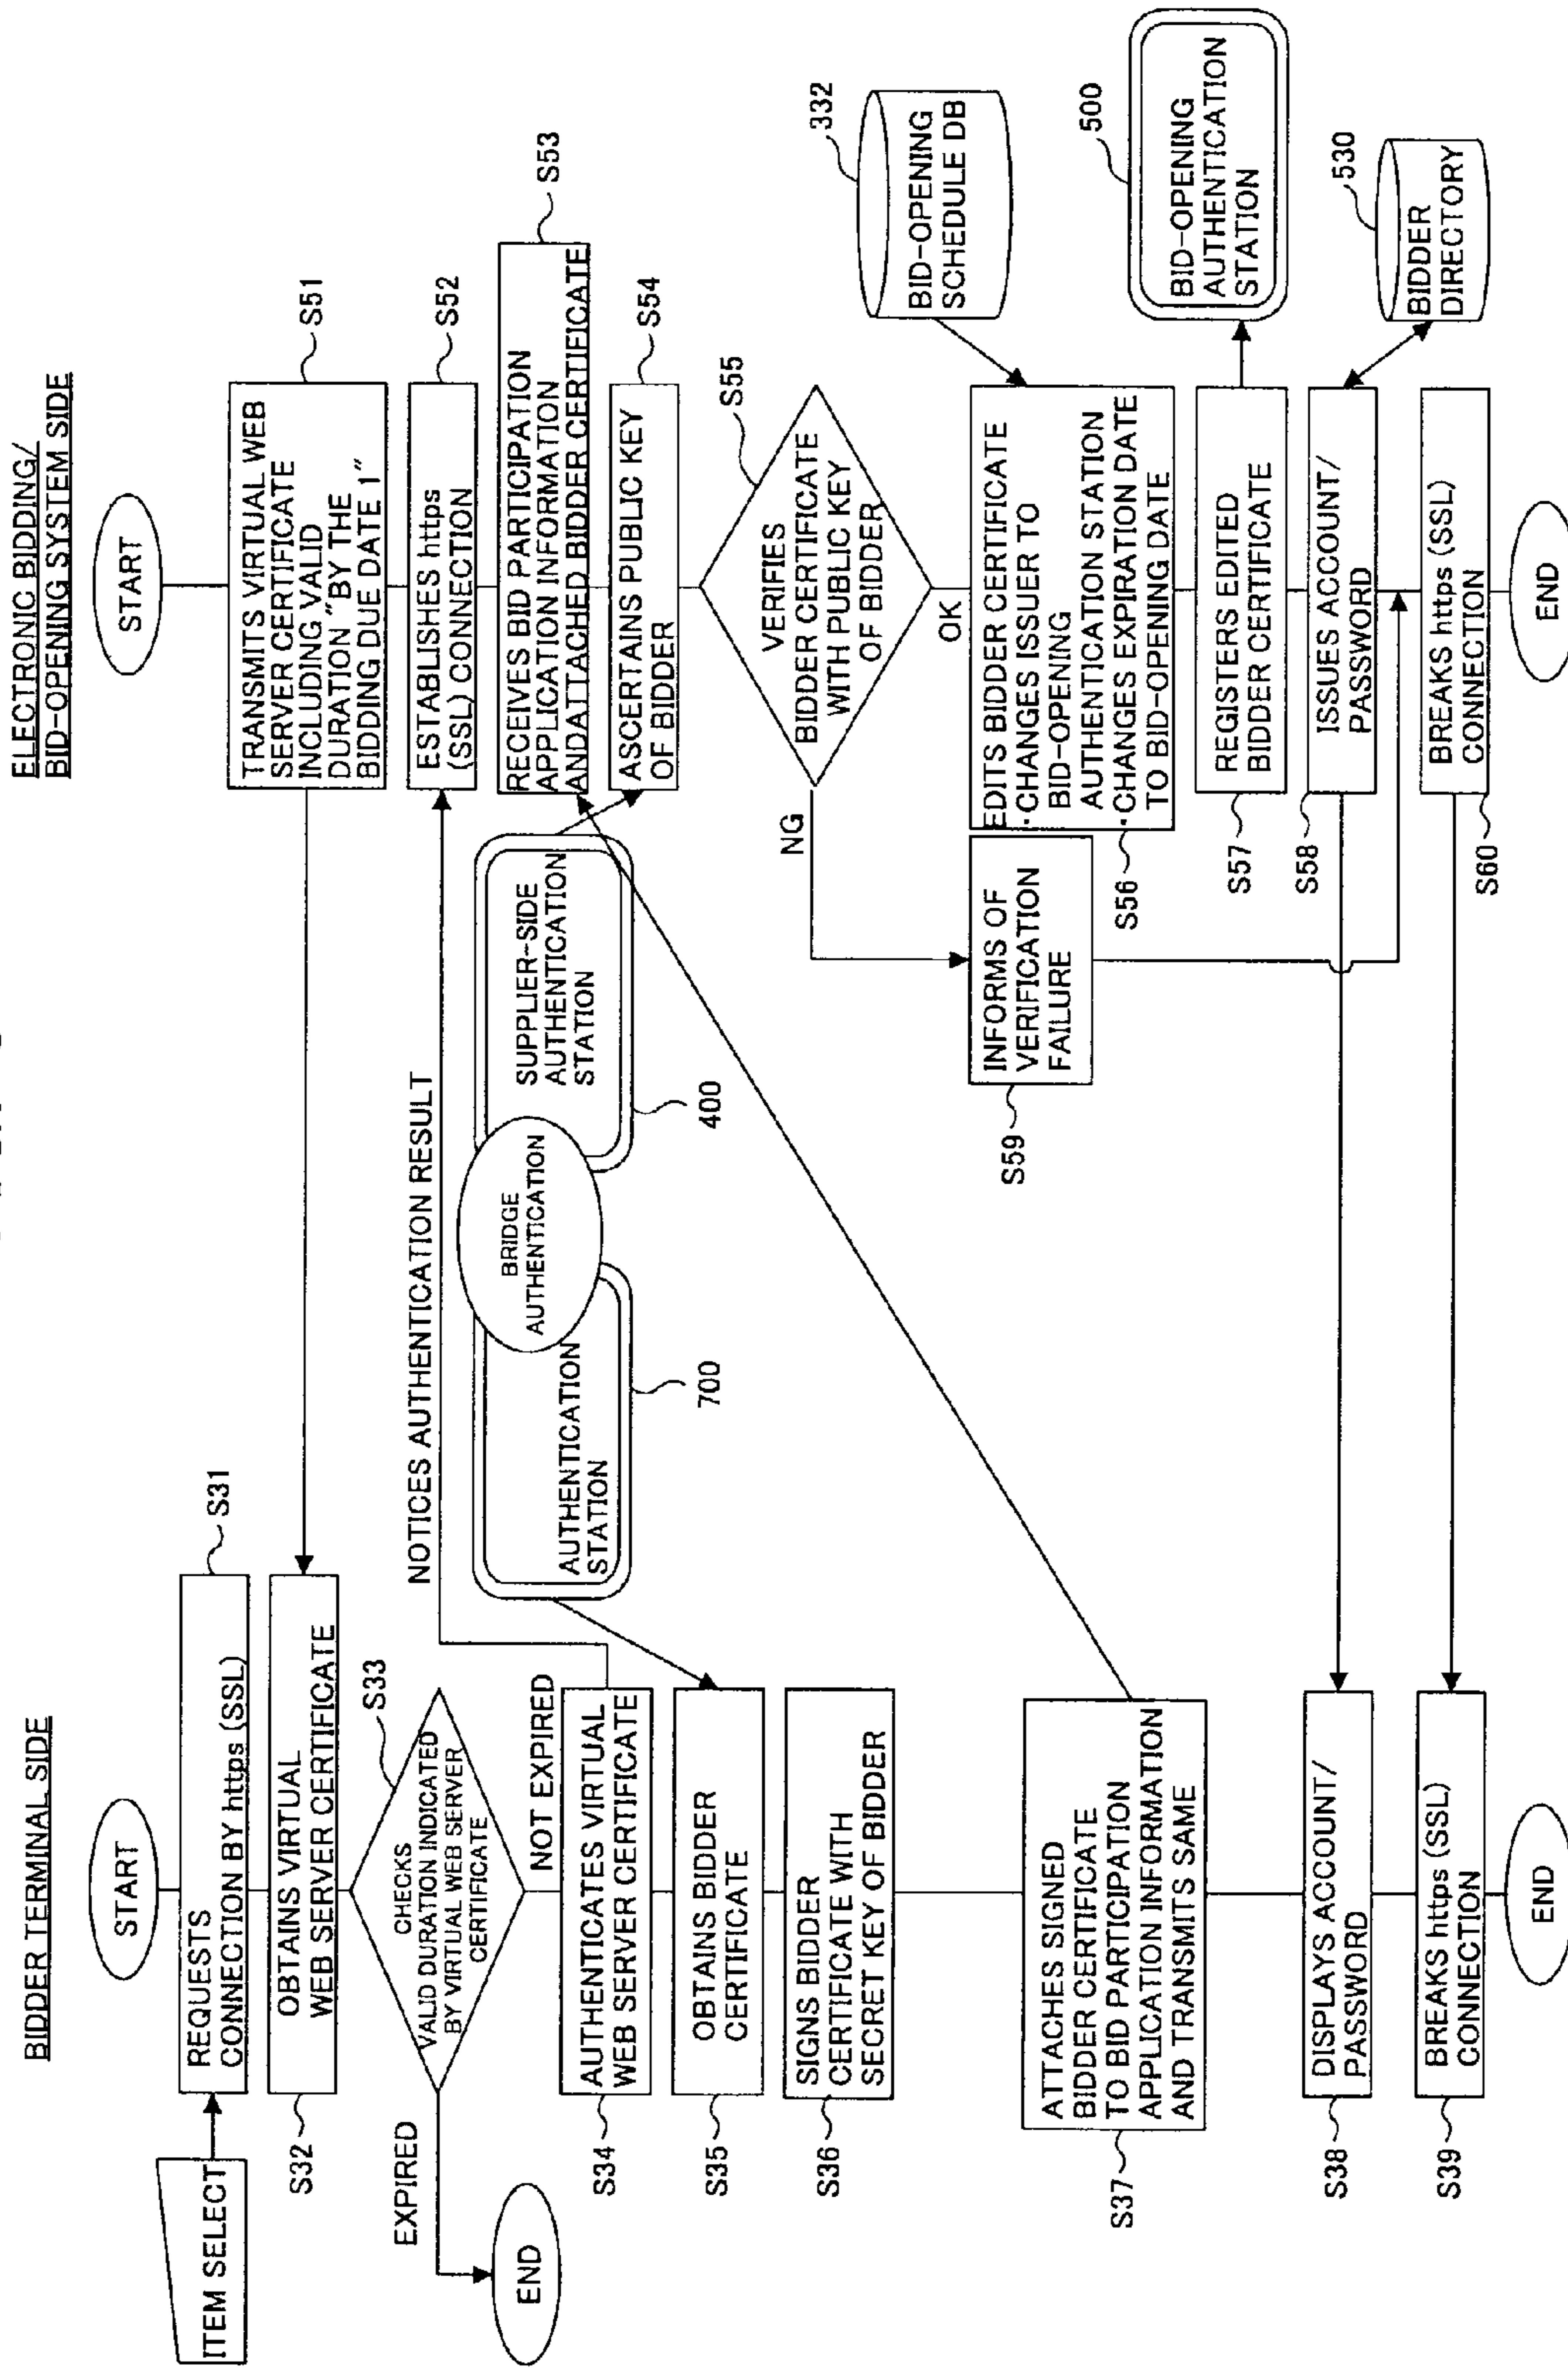 BIDDER TERMINAL SIDE
START
ITEM SELECT
REQUESTS
CONNECTION BY https (SSL)
S31
OBTAINS VIRTUAL
WEB SERVER CERTIFICATE
S32
CHECKS
VALID DURATION INDICATED
BY VIRTUAL WEB SERVER
CERTIFICATE
S33
EXPIRED
END
NOT EXPIRED
AUTHENTICATES VIRTUAL
WEB SERVER CERTIFICATE
S34
OBTAINS BIDDER
CERTIFICATE
S35
SIGNS BIDDER
CERTIFICATE WITH
SECRET KEY OF BIDDER
S36
ATTACHES SIGNED
BIDDER CERTIFICATE
TO BID PARTICIPATION
APPLICATION INFORMATION
AND TRANSMITS SAME
S37
DISPLAYS ACCOUNT/
PASSWORD
S38
BREAKS https (SSL)
CONNECTION
S39
END
NOTICES AUTHENTICATION RESULT
AUTHENTICATION
STATION
700
BRIDGE
AUTHENTICATION
SUPPLIER-SIDE
AUTHENTICATION
STATION
400
ELECTRONIC BIDDING/
BID-OPENING SYSTEM SIDE
START
TRANSMITS VIRTUAL WEB
SERVER CERTIFICATE
INCLUDING VALID
DURATION "BY THE
BIDDING DUE DATE 1"
S51
ESTABLISHES https
(SSL) CONNECTION
S52
RECEIVES BID PARTICIPATION
APPLICATION INFORMATION
ANDATTACHED BIDDER CERTIFICATE
S53
ASCERTAINS PUBLIC KEY
OF BIDDER
S54
VERIFIES
BIDDER CERTIFICATE
WITH PUBLIC KEY
OF BIDDER
S55
NG
OK
INFORMS OF
VERIFICATION
FAILURE
S59
EDITS BIDDER CERTIFICATE
・CHANGES ISSUER TO
BID-OPENING
AUTHENTICATION STATION
・CHANGES EXPIRATION DATE
TO BID-OPENING DATE
S56
BID-OPENING
SCHEDULE DB
332
REGISTERS EDITED
BIDDER CERTIFICATE
S57
BID-OPENING
AUTHENTICATION
STATION
500
ISSUES ACCOUNT/
PASSWORD
S58
BIDDER
DIRECTORY
530
BREAKS https (SSL)
CONNECTION
S60
END